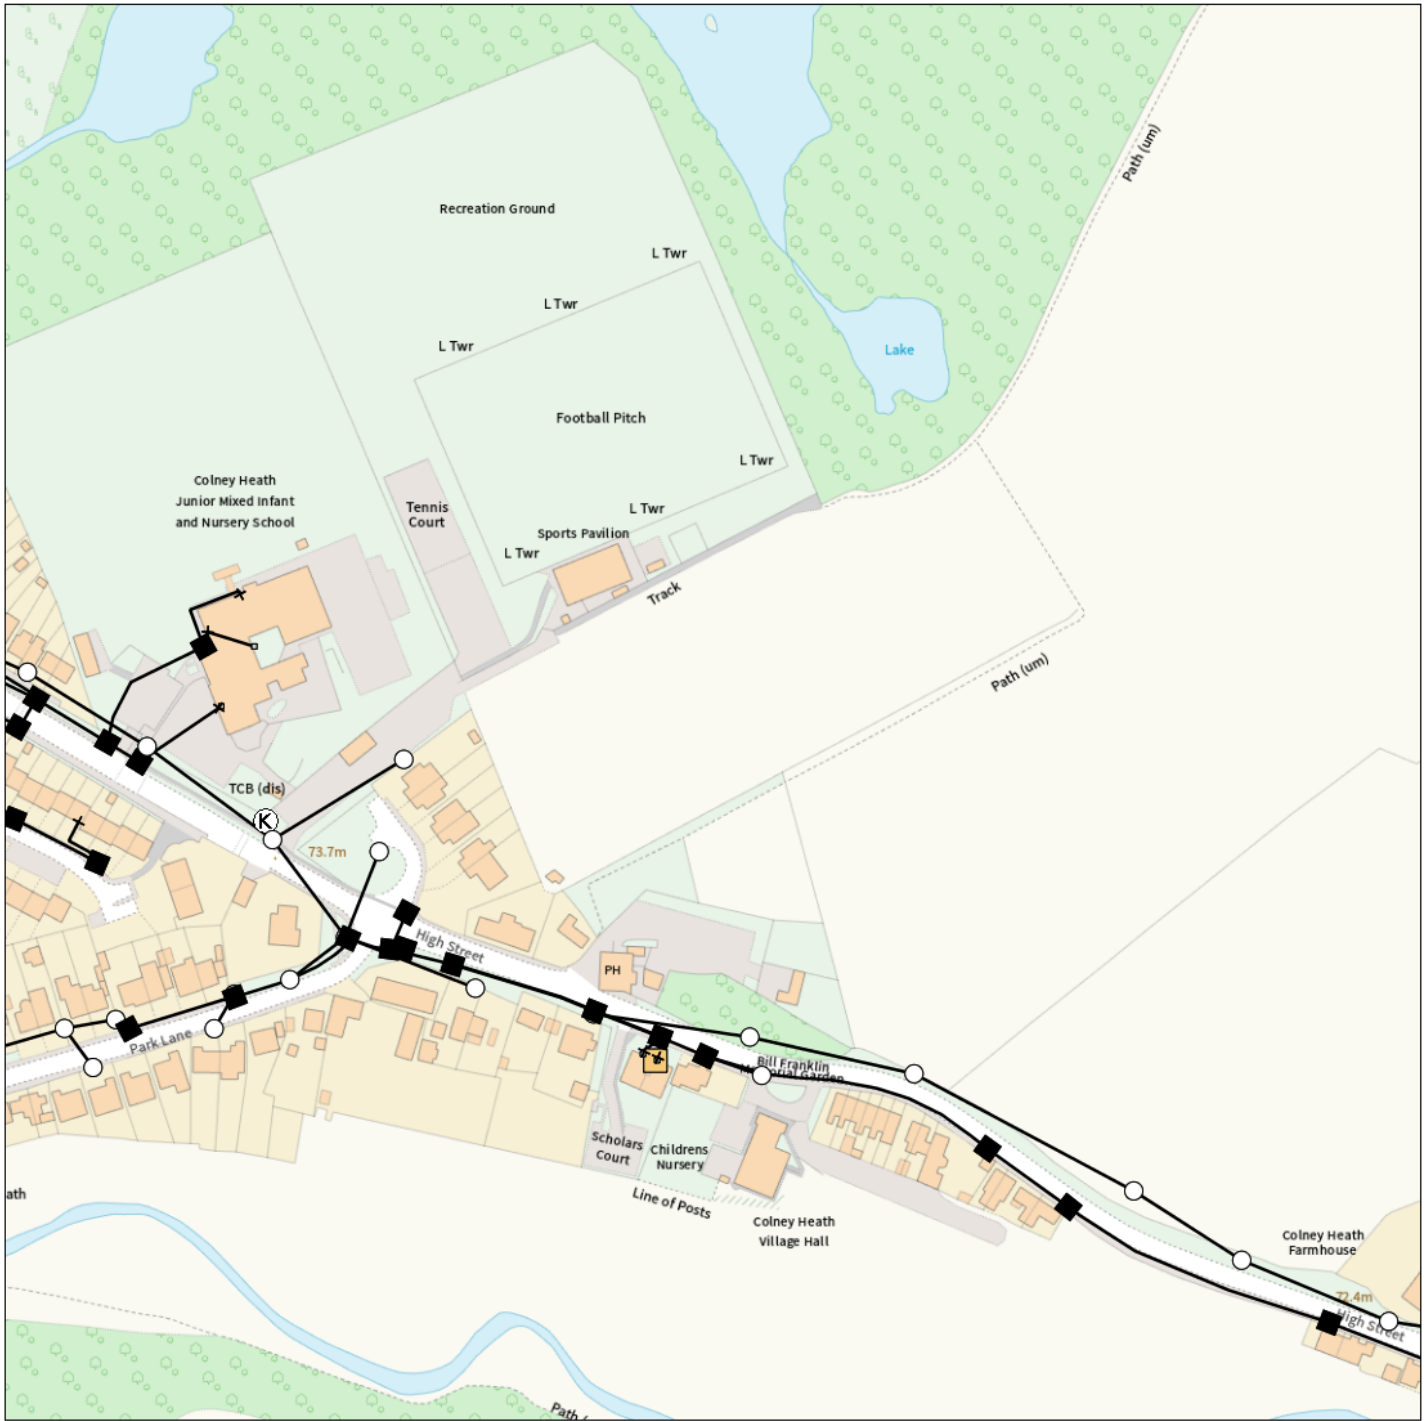 Path (um)
Recreation Ground
L Twr
L Twr
L Twr
Lake
Football Pitch
L Twr
Colney Heath
Junior Mixed Infant
and Nursery School
Tennis
Court
L Twr
Sports Pavilion
L Twr
Track
Path (um)
TCB (dis)
K
73.7m
High Street
PH
Park Lane
Bill Franklin
Memorial Garden
Scholars
Court
Childrens
Nursery
ath
Line of Posts
Colney Heath
Village Hall
Colney Heath
Farmhouse
72.4m
High Street
Path (